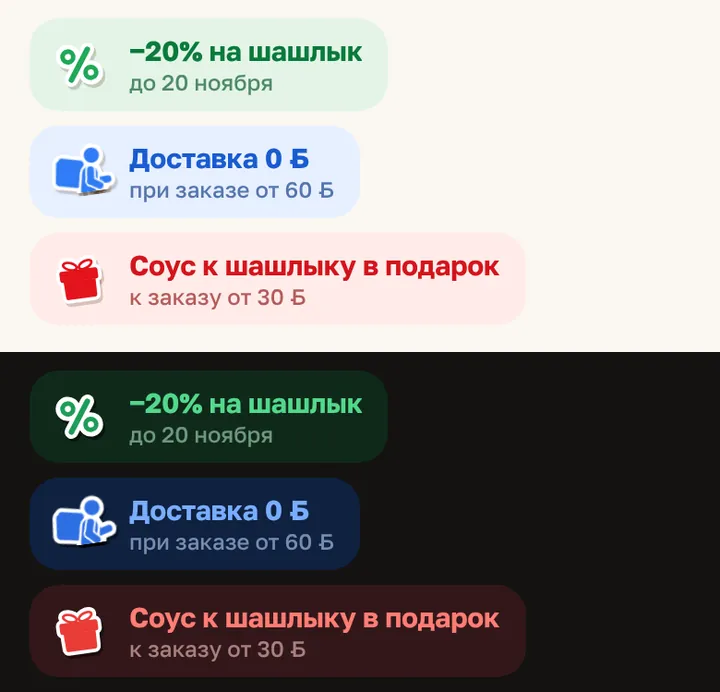 %
−20% на шашлык
до 20 ноября
Доставка 0 Б
при заказе от 60 Б
Соус к шашлыку в подарок
к заказу от 30 Б
%
−20% на шашлык
до 20 ноября
Доставка 0 Б
при заказе от 60 Б
Соус к шашлыку в подарок
к заказу от 30 Б